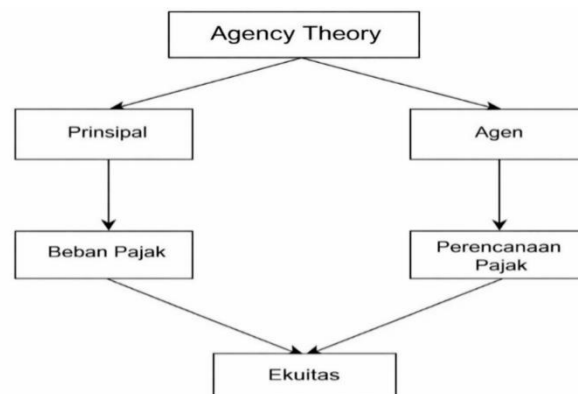 Agency Theory
Prinsipal
Agen
Beban Pajak
Perencanaan
Pajak
Ekuitas